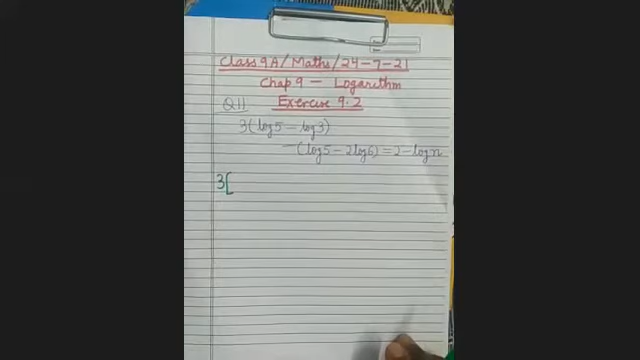 Class 9A/Maths/24-7-21
Chap 9 - Logarithm
Exercise 9.2
Q11
3(log5 - log3)
-(log5 - 2log6) = 2 - logn
3[